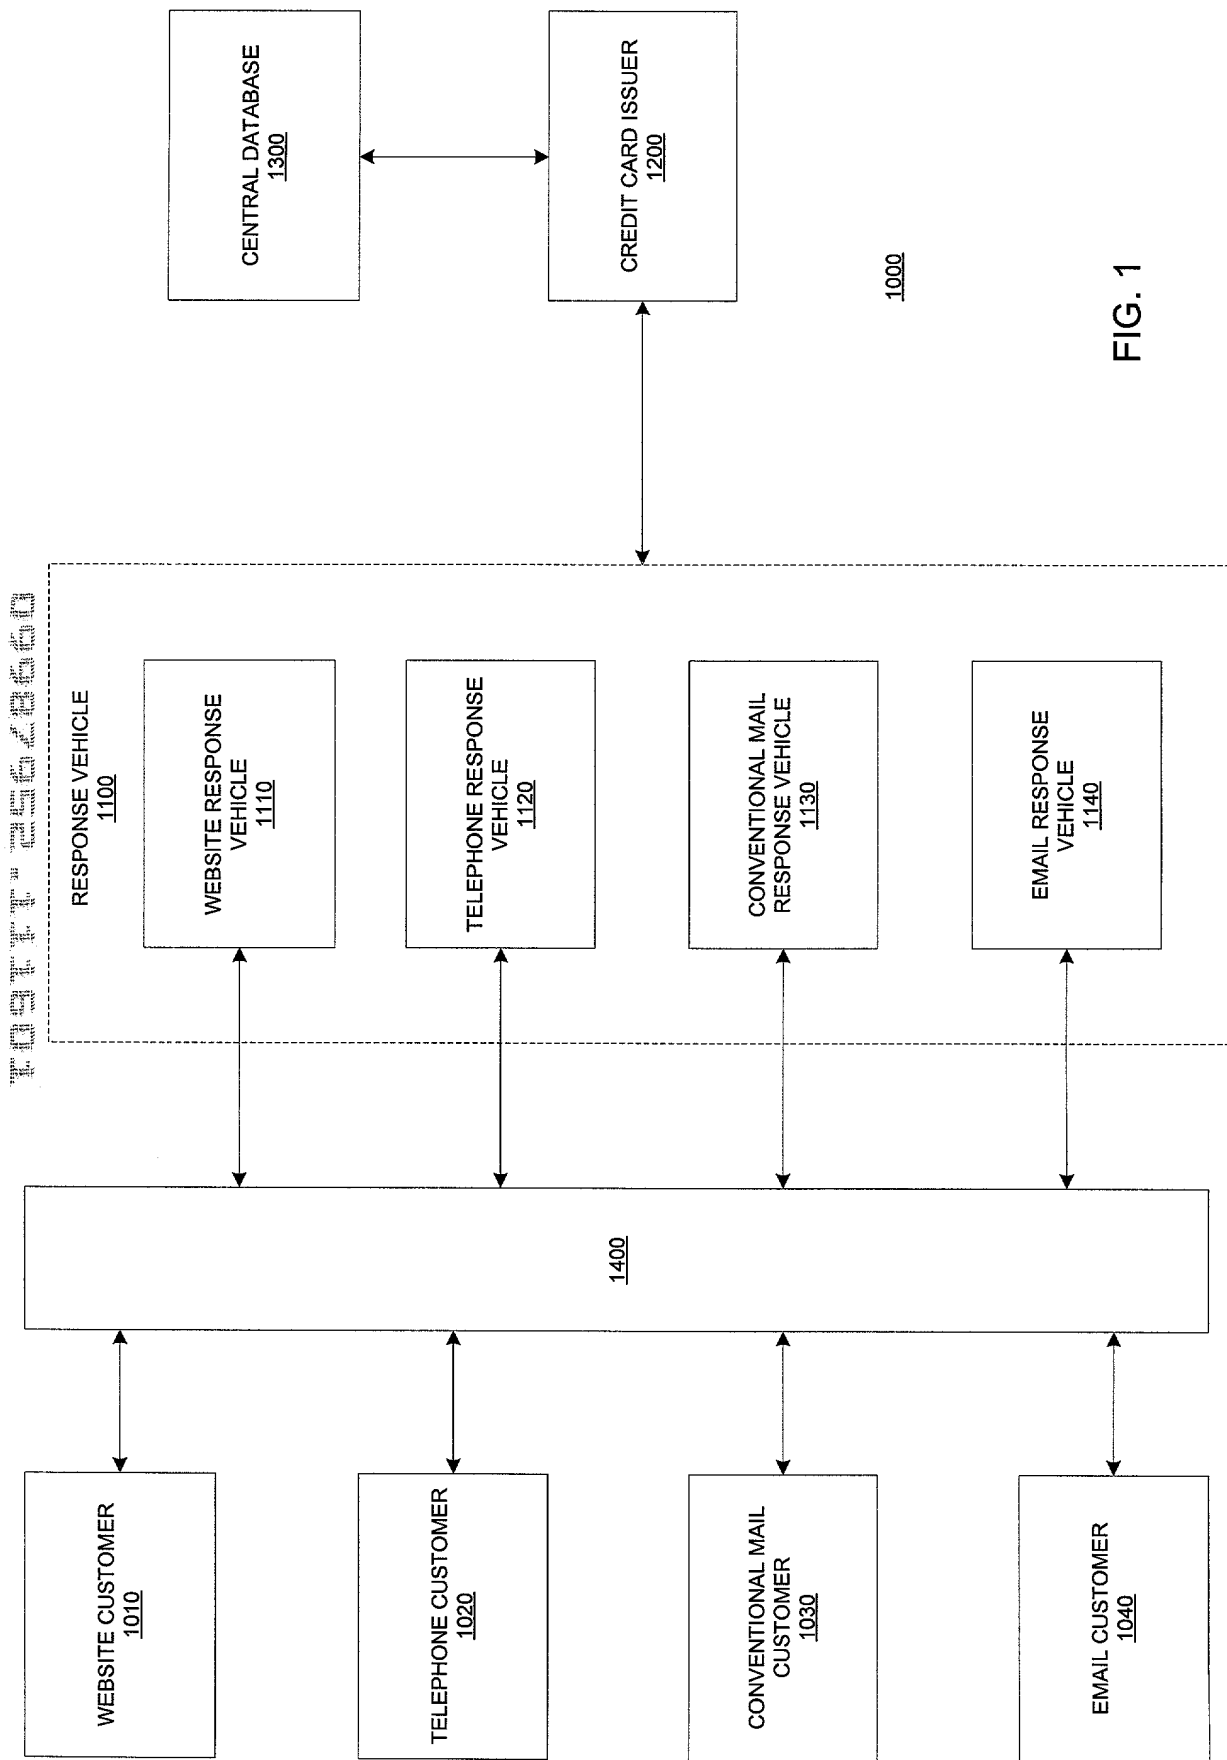 WEBSITE CUSTOMER
1010
TELEPHONE CUSTOMER
1020
CONVENTIONAL MAIL
CUSTOMER
1030
EMAIL CUSTOMER
1040
1400
RESPONSE VEHICLE
1100
WEBSITE RESPONSE
VEHICLE
1110
TELEPHONE RESPONSE
VEHICLE
1120
CONVENTIONAL MAIL
RESPONSE VEHICLE
1130
EMAIL RESPONSE
VEHICLE
1140
CENTRAL DATABASE
1300
CREDIT CARD ISSUER
1200
1000
FIG. 1